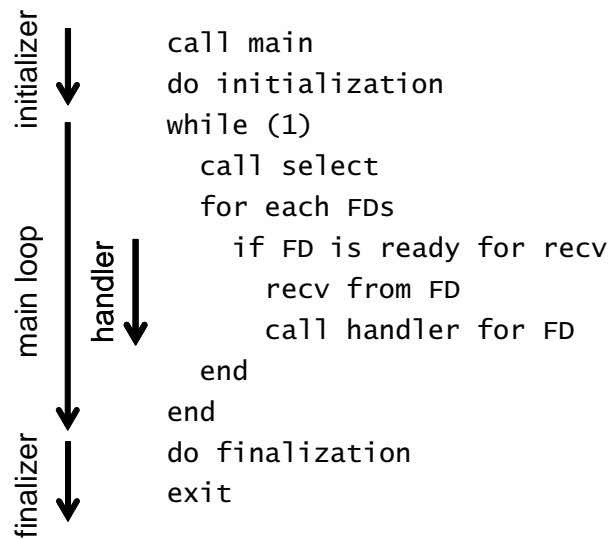 initializer
main loop
handler
finalizer
call main
do initialization
while (1)
call select
for each FDs
if FD is ready for recv
recv from FD
call handler for FD
end
end
do finalization
exit